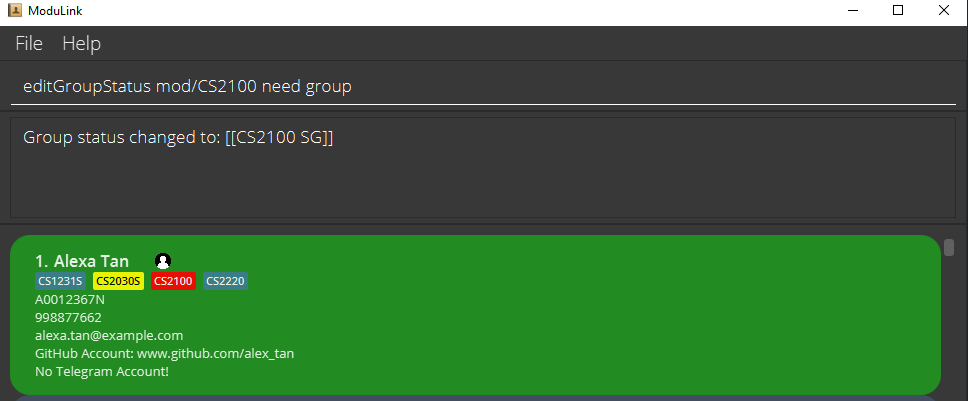 ModuLink
File Help
editGroupStatus mod/CS2100 need group
Group status changed to: [[CS2100 SG]]
1. Alexa Tan
CS1231S CS2030S CS2100 CS2220
A0012367N
998877662
alexa.tan@example.com
GitHub Account: www.github.com/alex_tan
No Telegram Account!